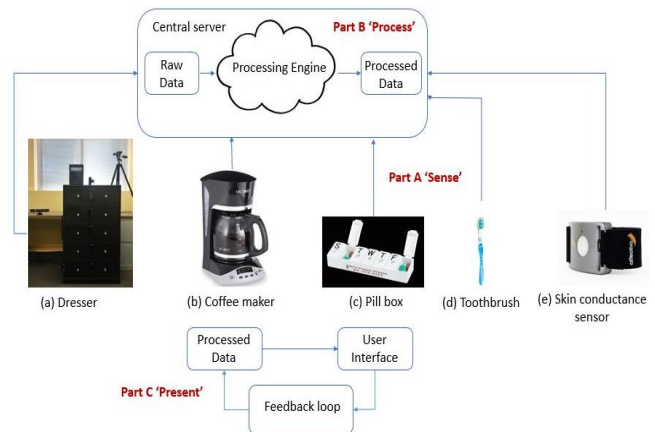 Central server
Part B ‘Process’
Raw
Data
Processing Engine
Processed
Data
Part A ‘Sense’
S T W T F
(a) Dresser
(b) Coffee maker
(c) Pill box
(d) Toothbrush
(e) Skin conductance
sensor
Processed
Data
User
Interface
Part C ‘Present’
Feedback loop